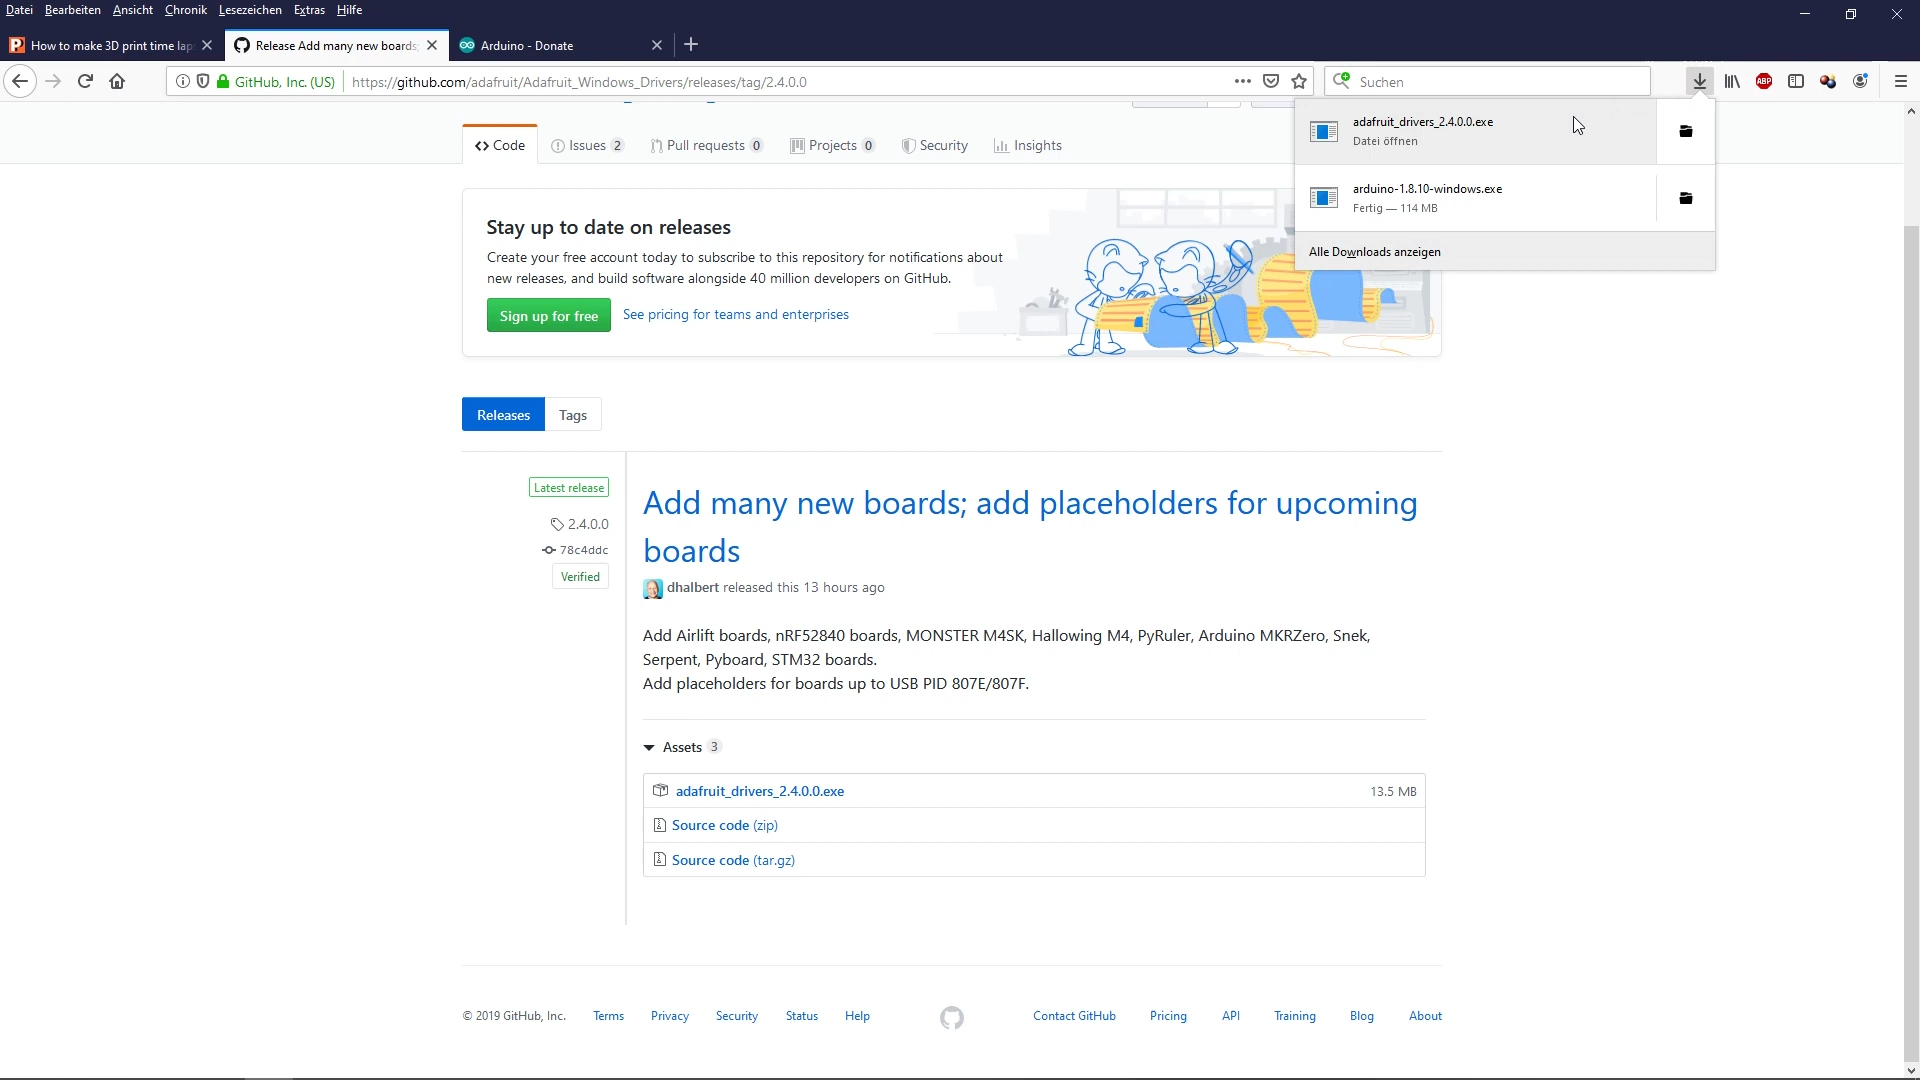 Datei Bearbeiten Ansicht Chronik Lesezeichen Extras Hilfe
How to make 3D print time lap
Release Add many new boards;
Arduino - Donate
GitHub, Inc. (US)
https://github.com/adafruit/Adafruit_Windows_Drivers/releases/tag/2.4.0.0
Suchen
ABP
adafruit_drivers_2.4.0.0.exe
Datei öffnen
arduino-1.8.10-windows.exe
Fertig — 114 MB
Alle Downloads anzeigen
Code
Issues 2
Pull requests 0
Projects 0
Security
Insights
Stay up to date on releases
Create your free account today to subscribe to this repository for notifications about
new releases, and build software alongside 40 million developers on GitHub.
Sign up for free
See pricing for teams and enterprises
Releases
Tags
Latest release
2.4.0.0
78c4ddc
Verified
Add many new boards; add placeholders for upcoming
boards
dhalbert released this 13 hours ago
Add Airlift boards, nRF52840 boards, MONSTER M4SK, Hallowing M4, PyRuler, Arduino MKRZero, Snek,
Serpent, Pyboard, STM32 boards.
Add placeholders for boards up to USB PID 807E/807F.
Assets 3
adafruit_drivers_2.4.0.0.exe
13.5 MB
Source code (zip)
Source code (tar.gz)
© 2019 GitHub, Inc.
Terms
Privacy
Security
Status
Help
Contact GitHub
Pricing
API
Training
Blog
About